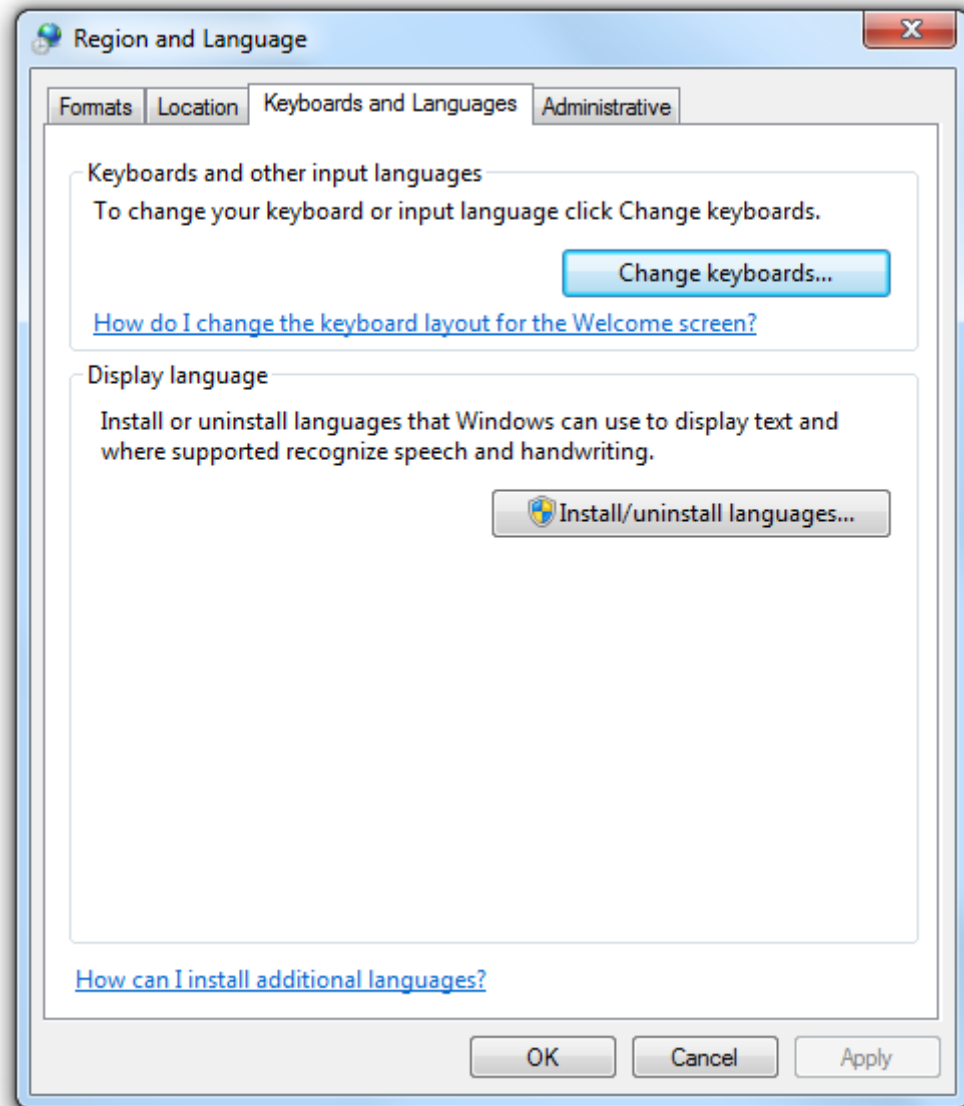 Region and Language
Formats Location Keyboards and Languages Administrative
Keyboards and other input languages
To change your keyboard or input language click Change keyboards.
Change keyboards...
How do I change the keyboard layout for the Welcome screen?
Display language
Install or uninstall languages that Windows can use to display text and
where supported recognize speech and handwriting.
Install/uninstall languages...
How can I install additional languages?
OK Cancel Apply